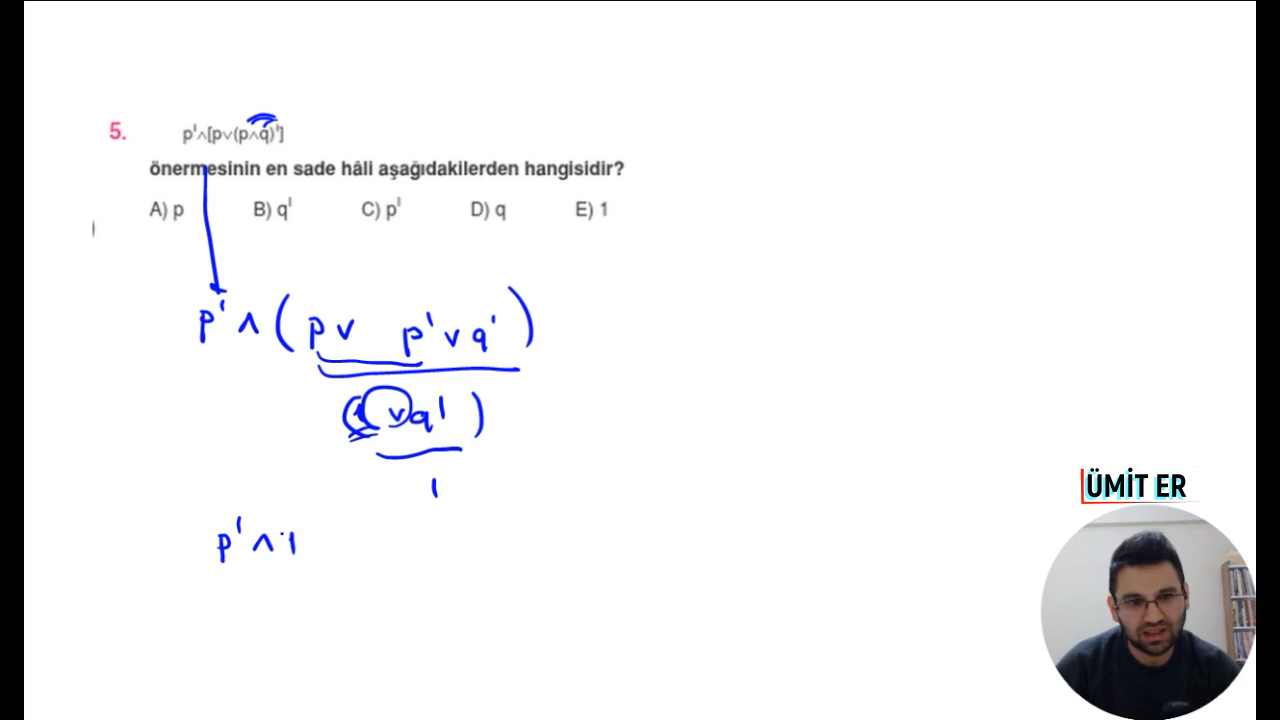 5. p'∧[p∨(p∧q)']
önermesinin en sade hâli aşağıdakilerden hangisidir?
A) p B) q' C) p' D) q E) 1
p' ∧ ( p ∨ p' ∨ q' )
(1 ∨ q' )
1
p' ∧ 1
ÜMİT ER